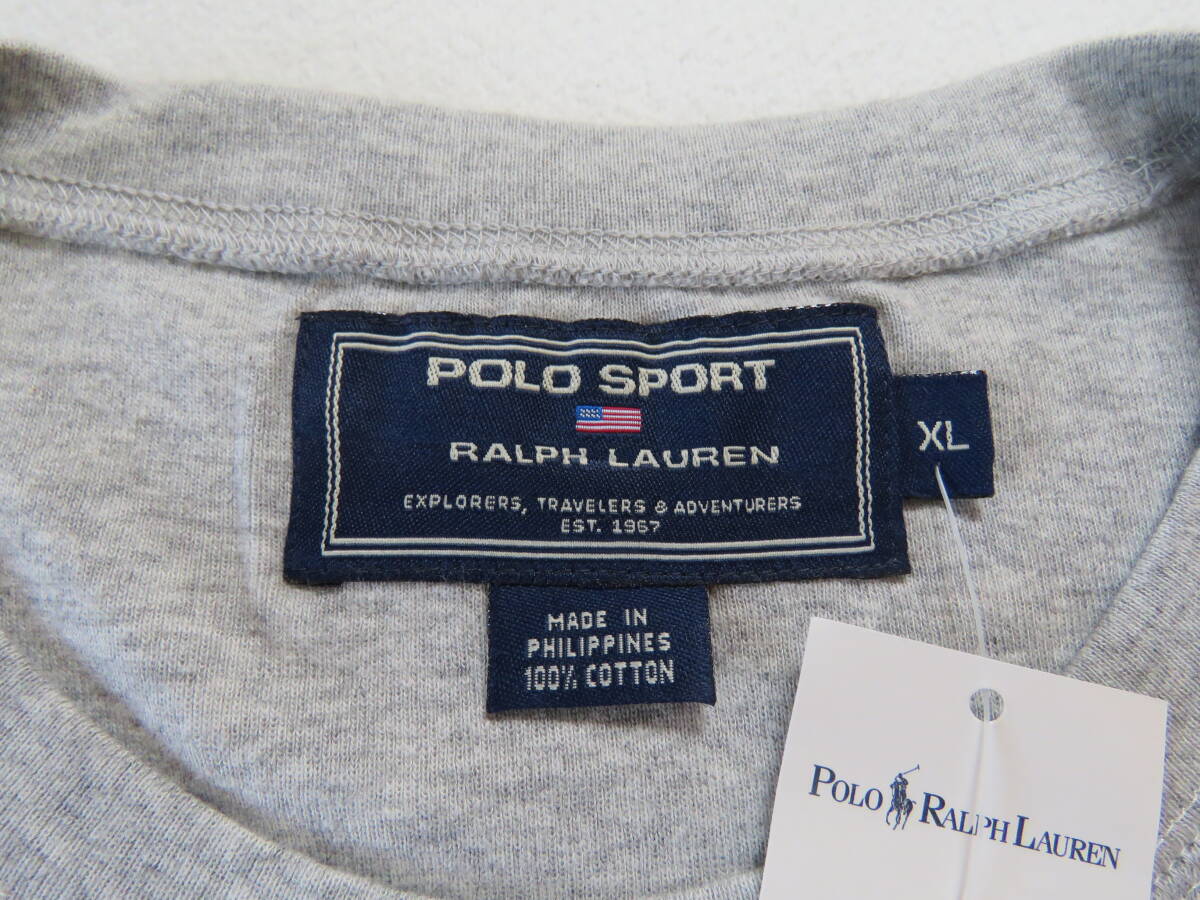 POLO SPORT
RALPH LAUREN
EXPLORERS, TRAVELERS & ADVENTURERS
EST. 1967
XL
MADE IN
PHILIPPINES
100% COTTON
POLO RALPH LAUREN